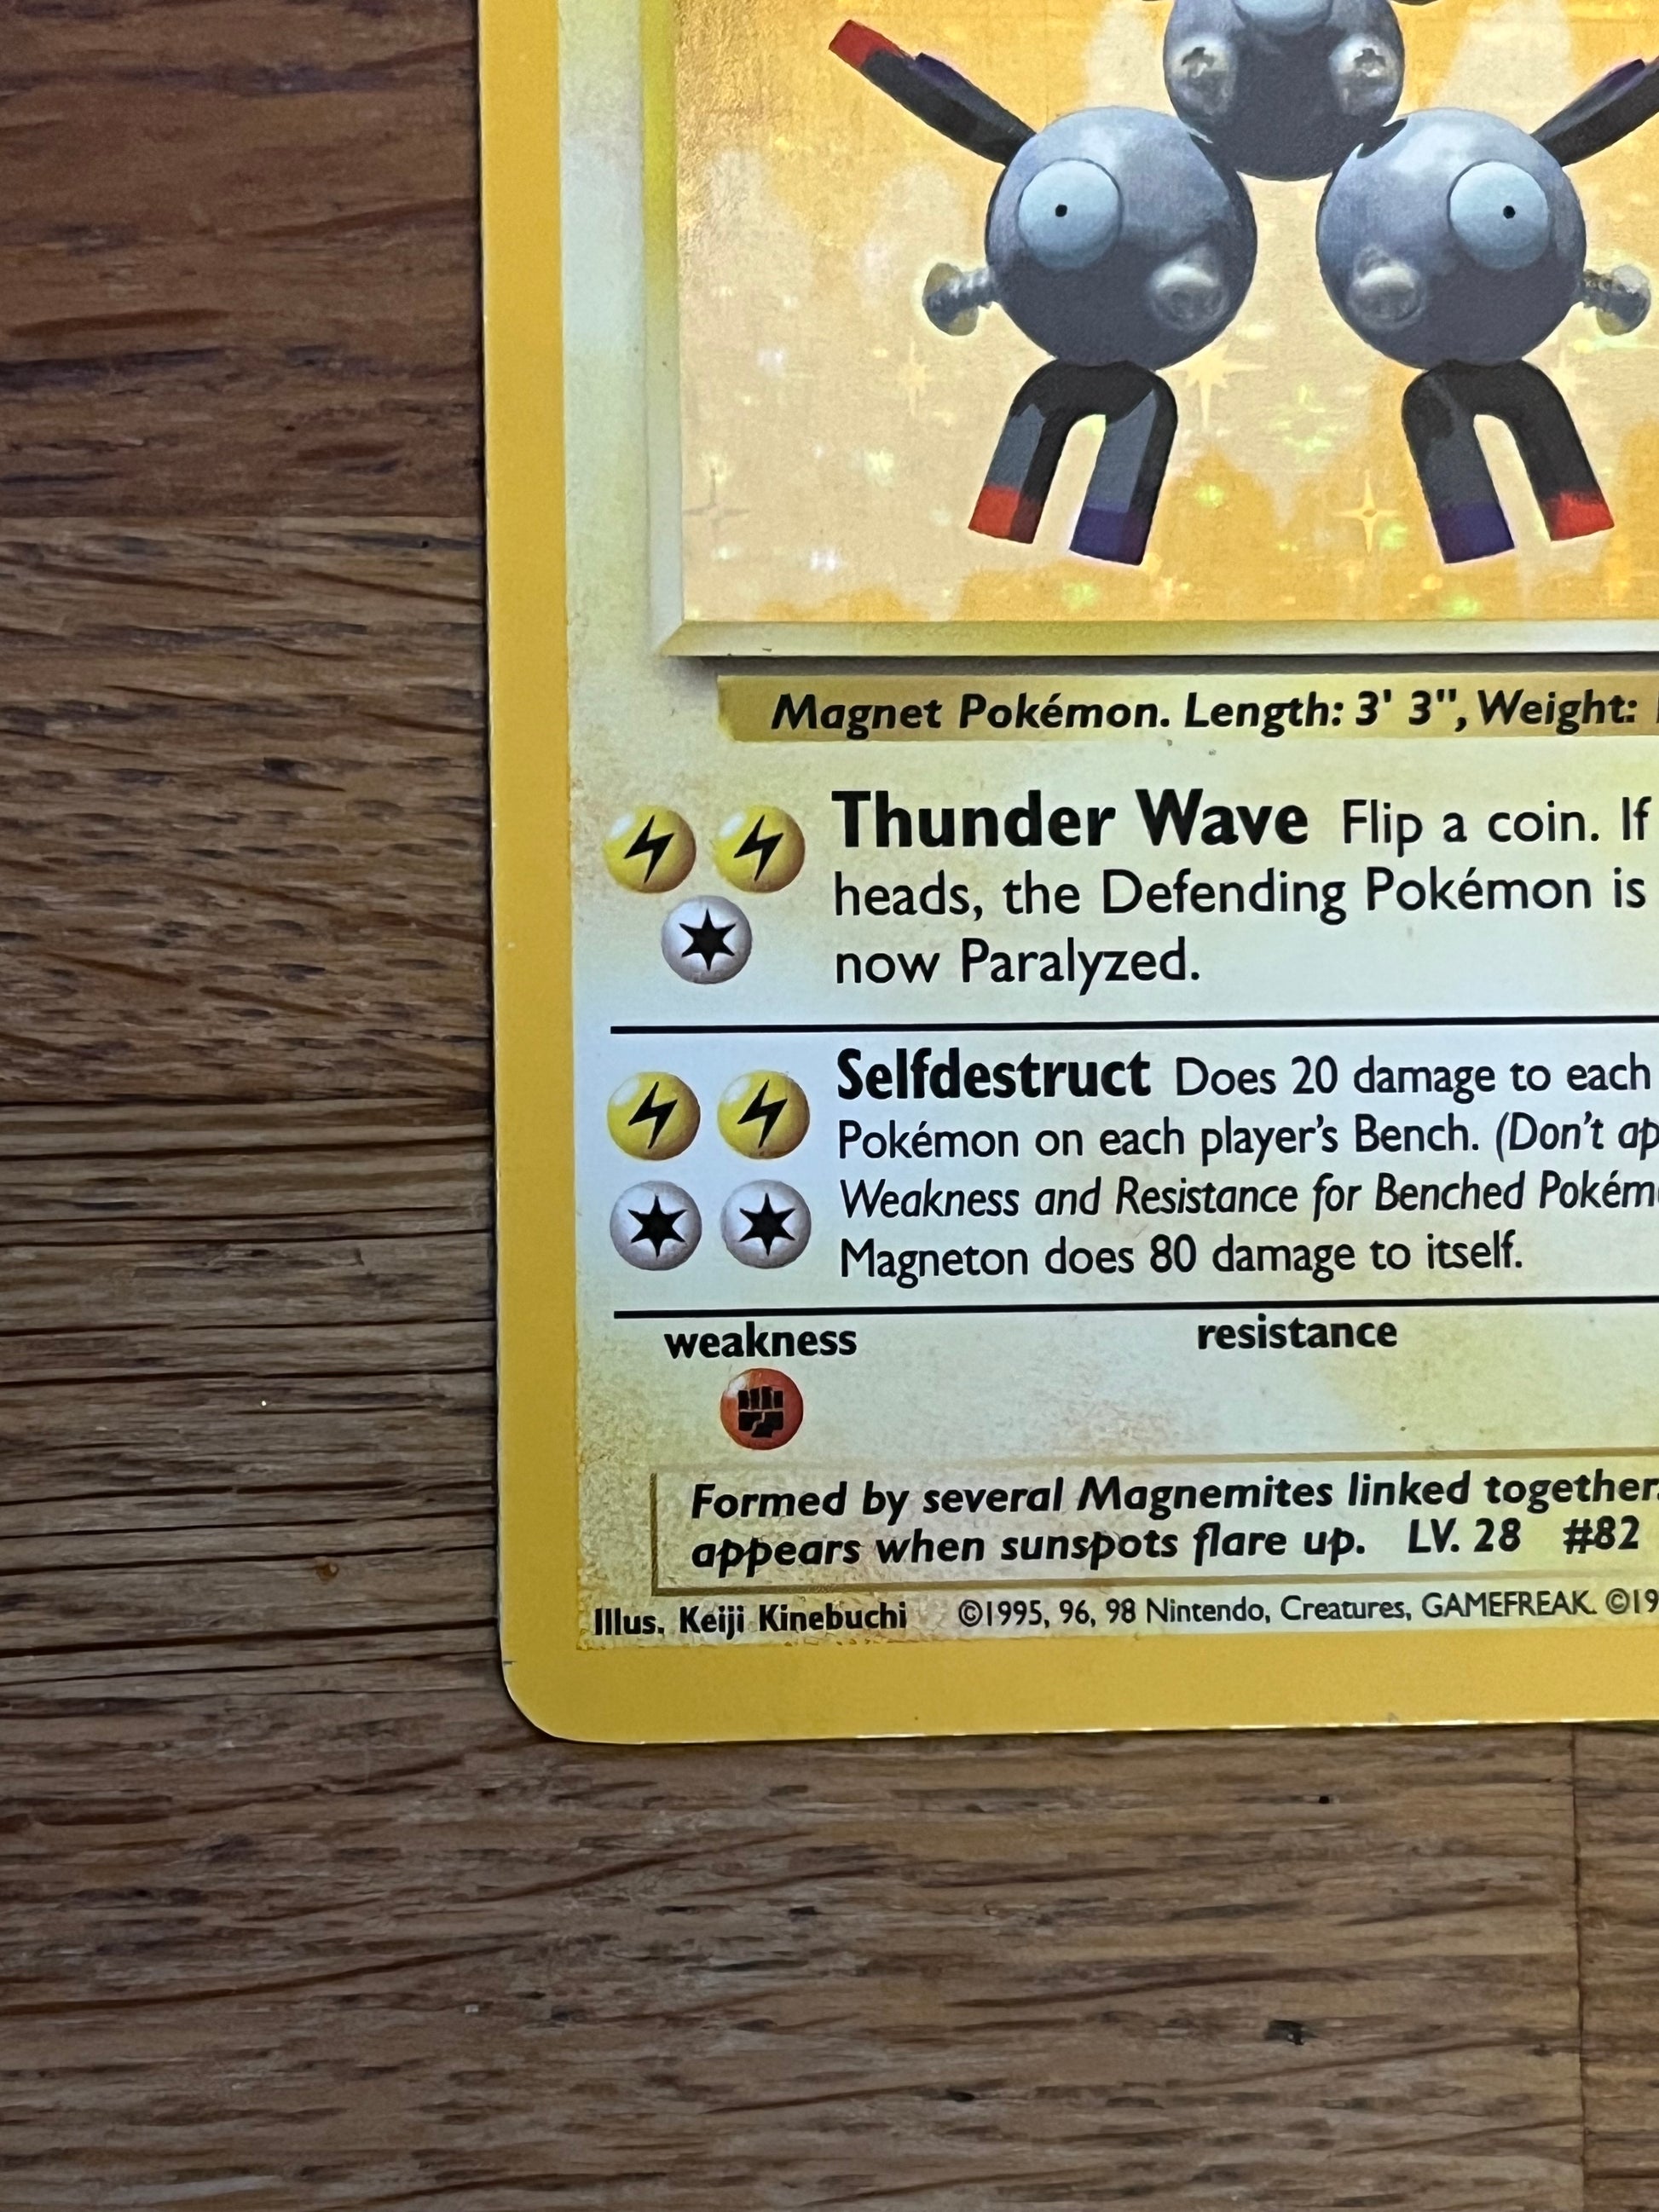 Magnet Pokémon. Length: 3' 3", Weight:
Thunder Wave Flip a coin. If
heads, the Defending Pokémon is
now Paralyzed.
Selfdestruct Does 20 damage to each
Pokémon on each player's Bench. (Don't ap
Weakness and Resistance for Benched Pokém
Magneton does 80 damage to itself.
weakness resistance
Formed by several Magnemites linked together.
appears when sunspots flare up. LV. 28 #82
Illus. Keiji Kinebuchi ©1995, 96, 98 Nintendo, Creatures, GAMEFREAK. ©19